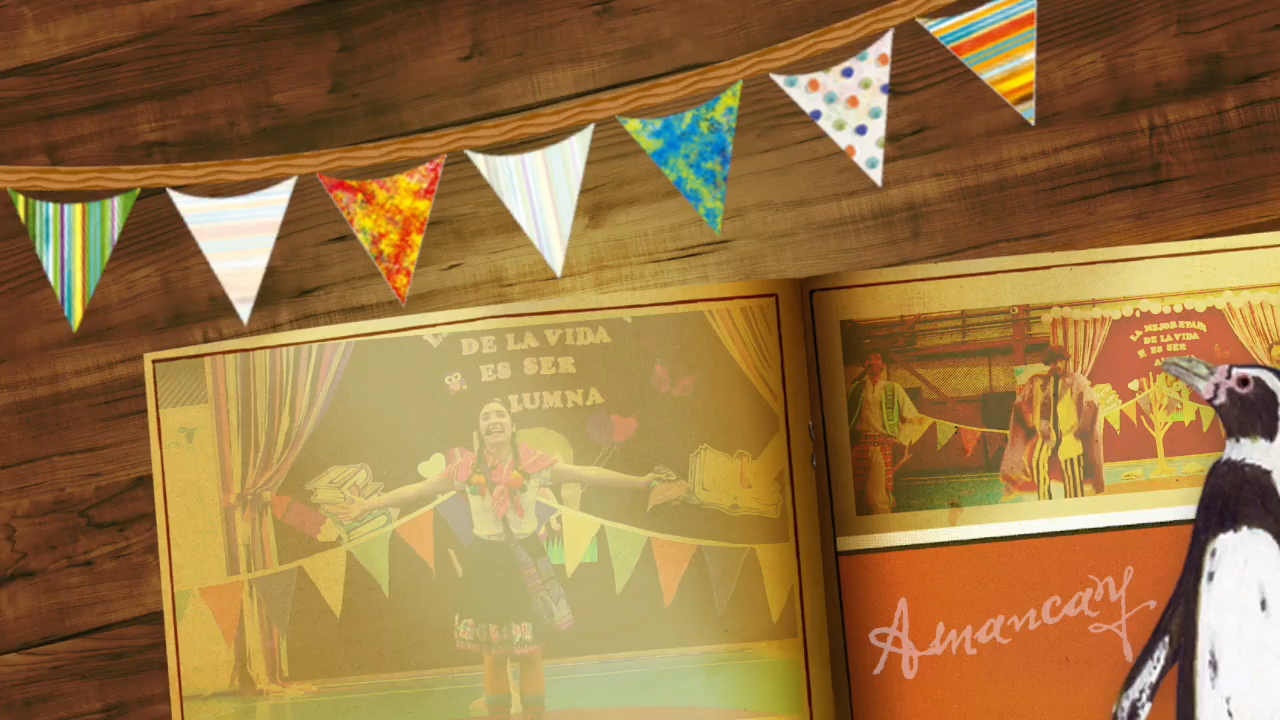 DE LA VIDA
ES SER
LUMNA
LA MEJOR ETAPA
DE LA VIDA
ES SER
Amancay